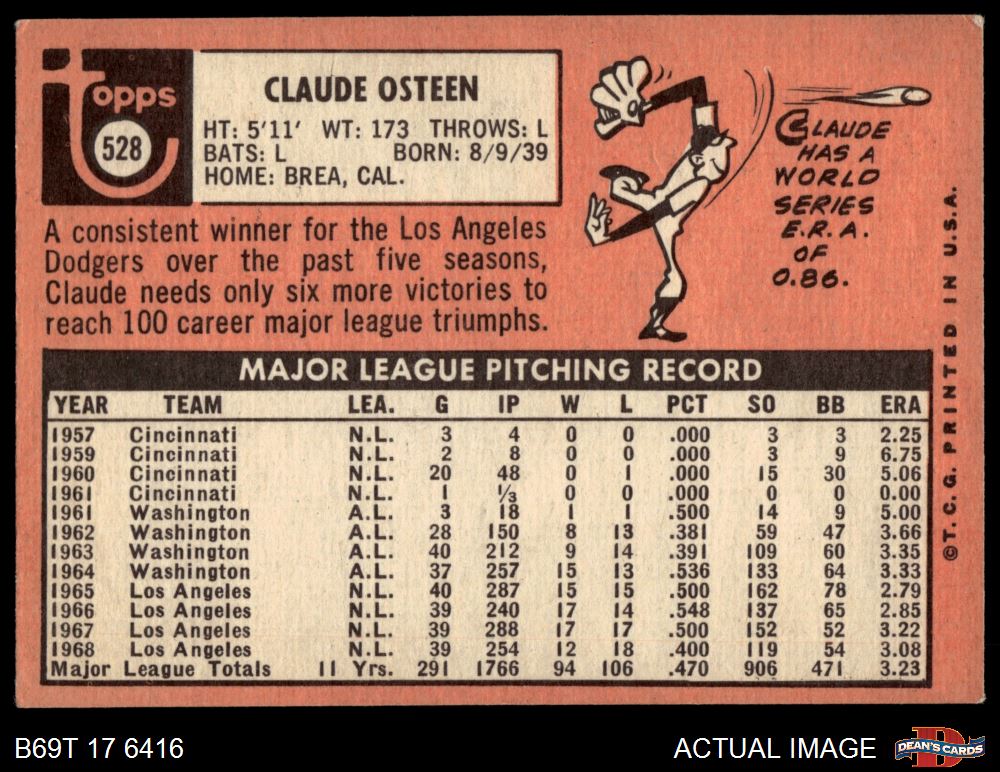 Topps
528
CLAUDE OSTEEN
HT: 5'11' WT: 173 THROWS: L
BATS: L BORN: 8/9/39
HOME: BREA, CAL.
A consistent winner for the Los Angeles
Dodgers over the past five seasons,
Claude needs only six more victories to
reach 100 career major league triumphs.
CLAUDE
HAS A
WORLD
SERIES
E.R.A.
OF
0.86.
MAJOR LEAGUE PITCHING RECORD
YEAR TEAM LEA. G IP W L PCT SO BB ERA
1957 Cincinnati N.L. 3 4 0 0 .000 3 3 2.25
1959 Cincinnati N.L. 2 8 0 0 .000 3 9 6.75
1960 Cincinnati N.L. 20 48 0 1 .000 15 30 5.06
1961 Cincinnati N.L. 1 1/3 0 0 .000 0 0 0.00
1961 Washington A.L. 3 18 1 1 .500 14 9 5.00
1962 Washington A.L. 28 150 8 13 .381 59 47 3.66
1963 Washington A.L. 40 212 9 14 .391 109 60 3.35
1964 Washington A.L. 37 257 15 13 .536 133 64 3.33
1965 Los Angeles N.L. 40 287 15 15 .500 162 78 2.79
1966 Los Angeles N.L. 39 240 17 14 .548 137 65 2.85
1967 Los Angeles N.L. 39 288 17 17 .500 152 52 3.22
1968 Los Angeles N.L. 39 254 12 18 .400 119 54 3.08
Major League Totals 11 Yrs. 291 1766 94 106 .470 906 471 3.23
©T.C.G. PRINTED IN U.S.A.
B69T 17 6416
ACTUAL IMAGE
DEAN'S CARDS